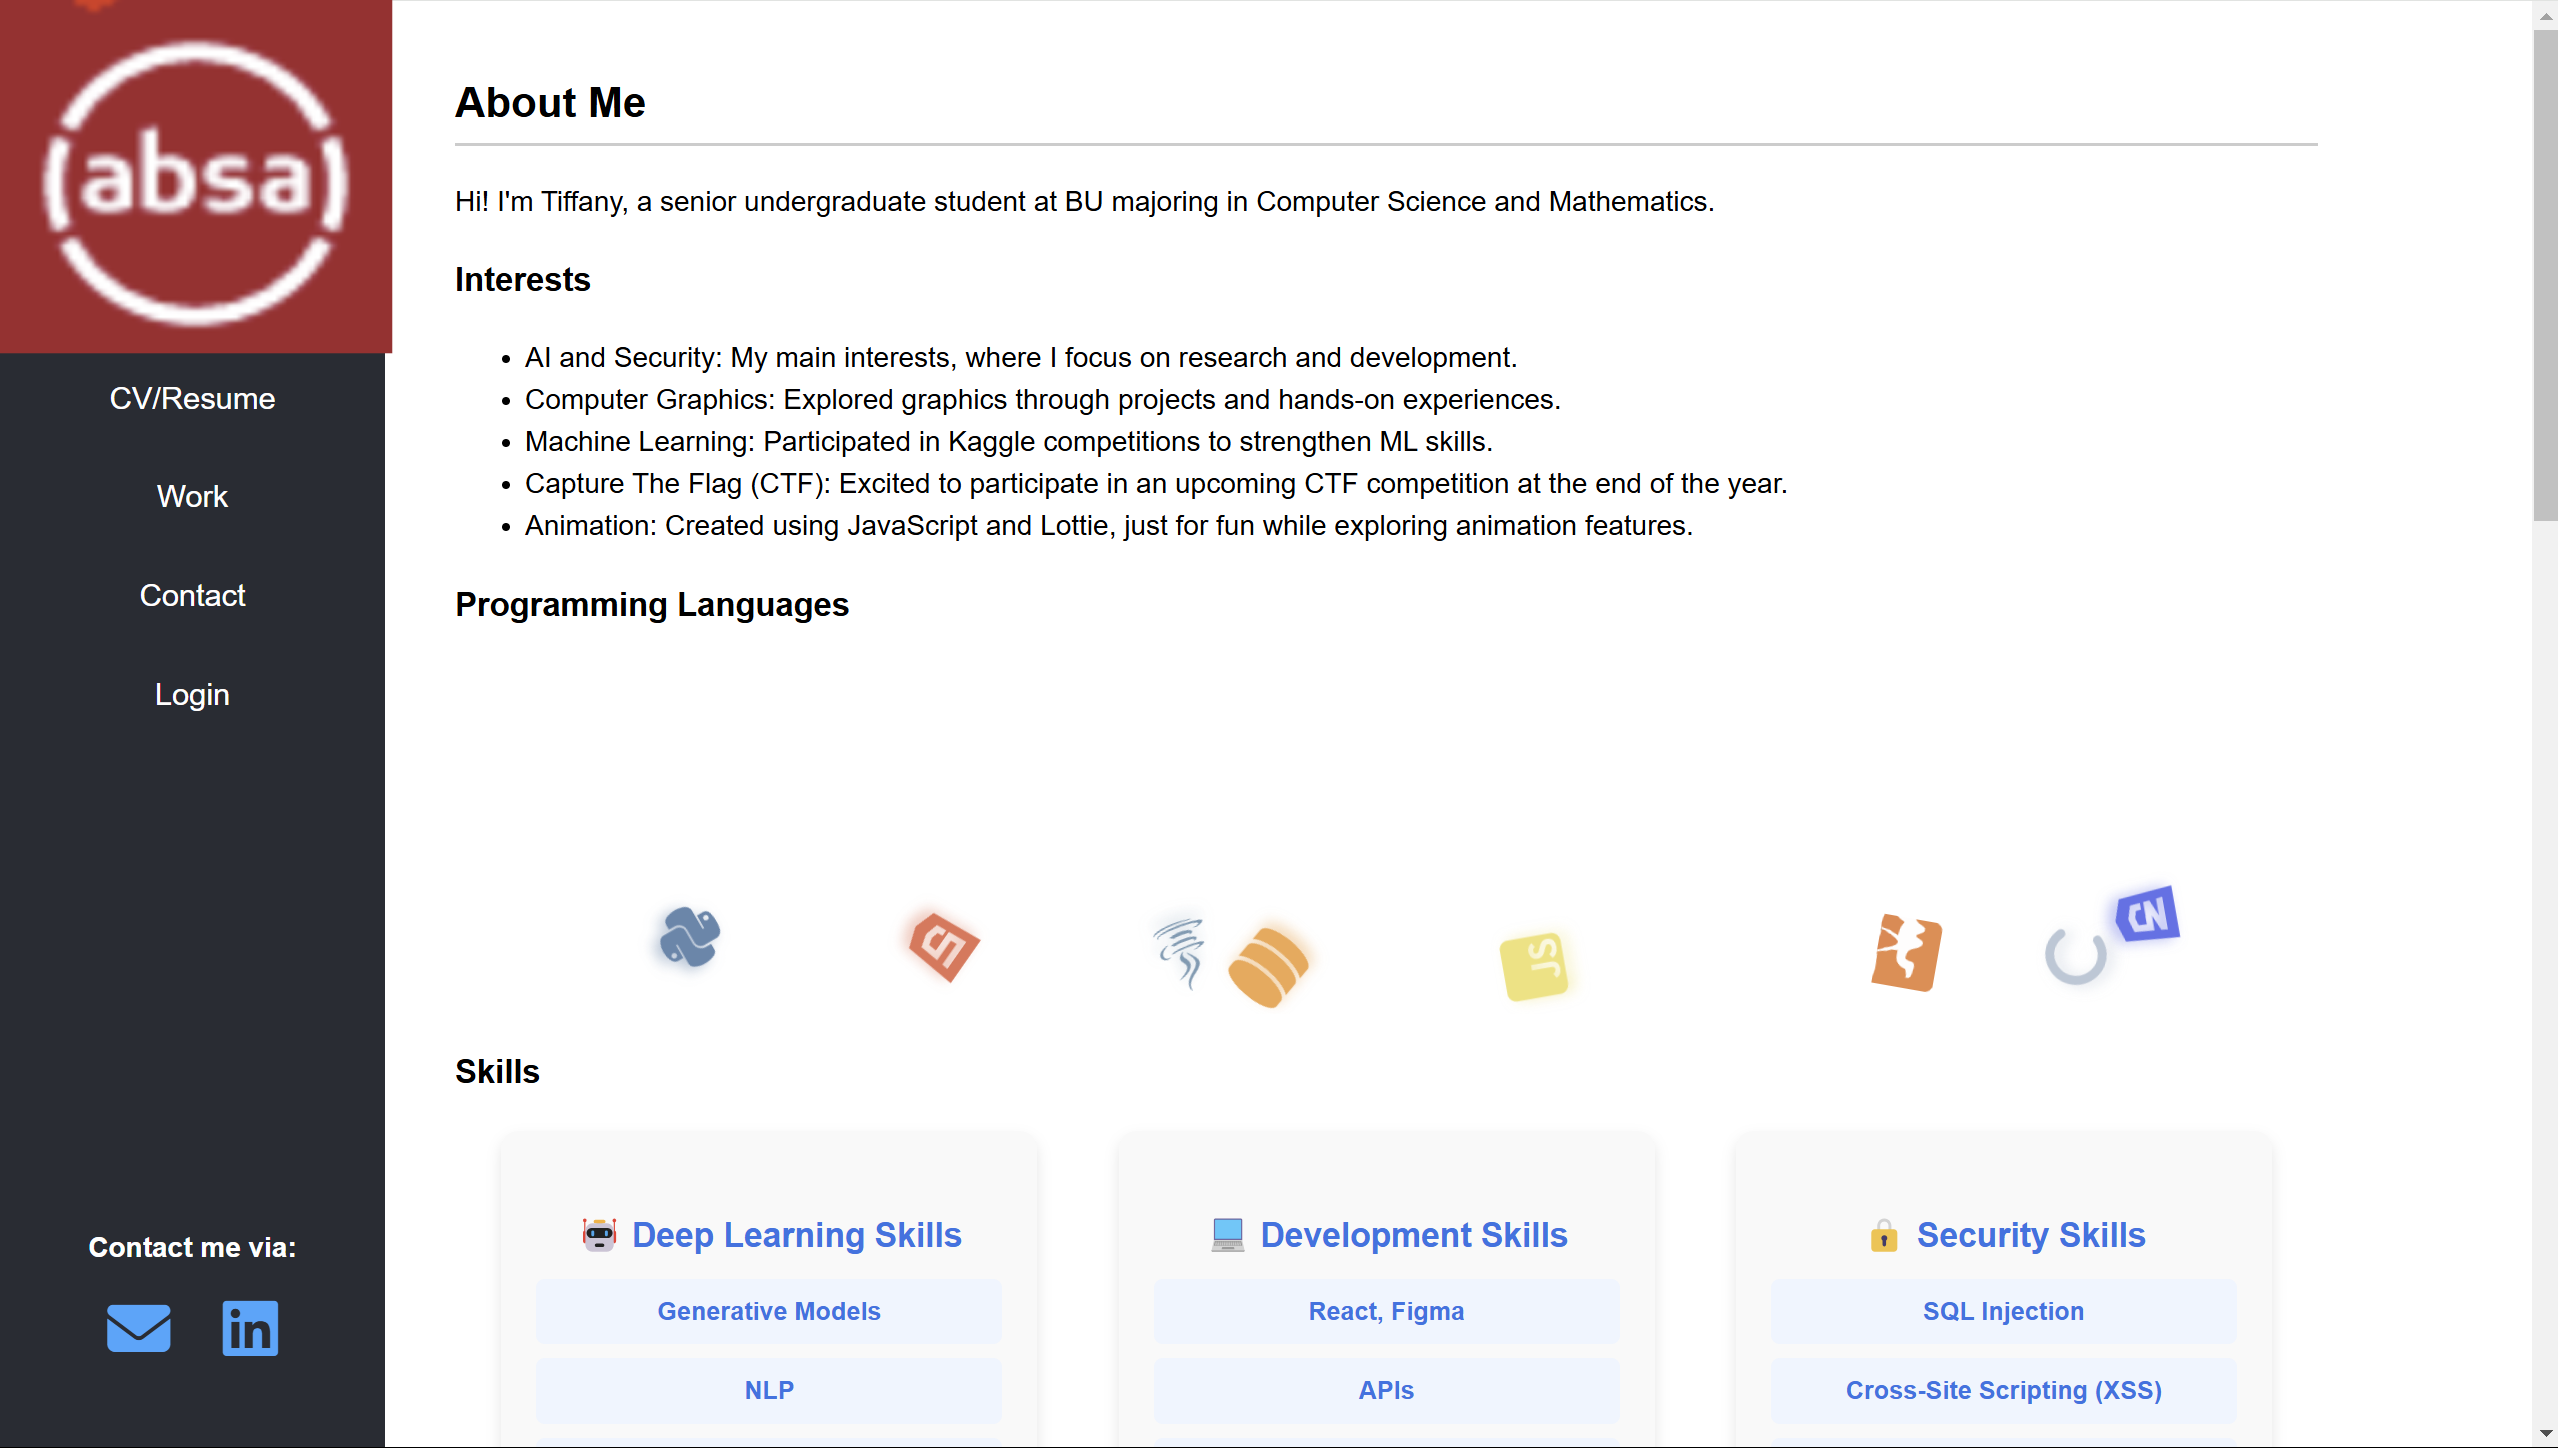 absa
CV/Resume
Work
Contact
Login
Contact me via:
in
About Me
Hi! I'm Tiffany, a senior undergraduate student at BU majoring in Computer Science and Mathematics.
Interests
• AI and Security: My main interests, where I focus on research and development.
• Computer Graphics: Explored graphics through projects and hands-on experiences.
• Machine Learning: Participated in Kaggle competitions to strengthen ML skills.
• Capture The Flag (CTF): Excited to participate in an upcoming CTF competition at the end of the year.
• Animation: Created using JavaScript and Lottie, just for fun while exploring animation features.
Programming Languages
5
JS
Skills
Deep Learning Skills
Generative Models
NLP
Development Skills
React, Figma
APIs
Security Skills
SQL Injection
Cross-Site Scripting (XSS)